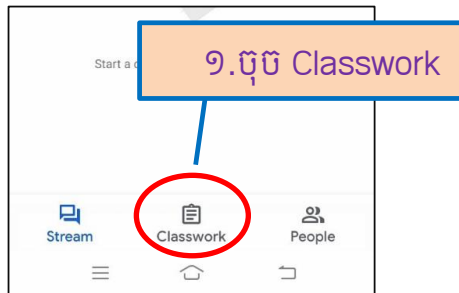 Start a c
១.ចុច Classwork
Stream
Classwork
People